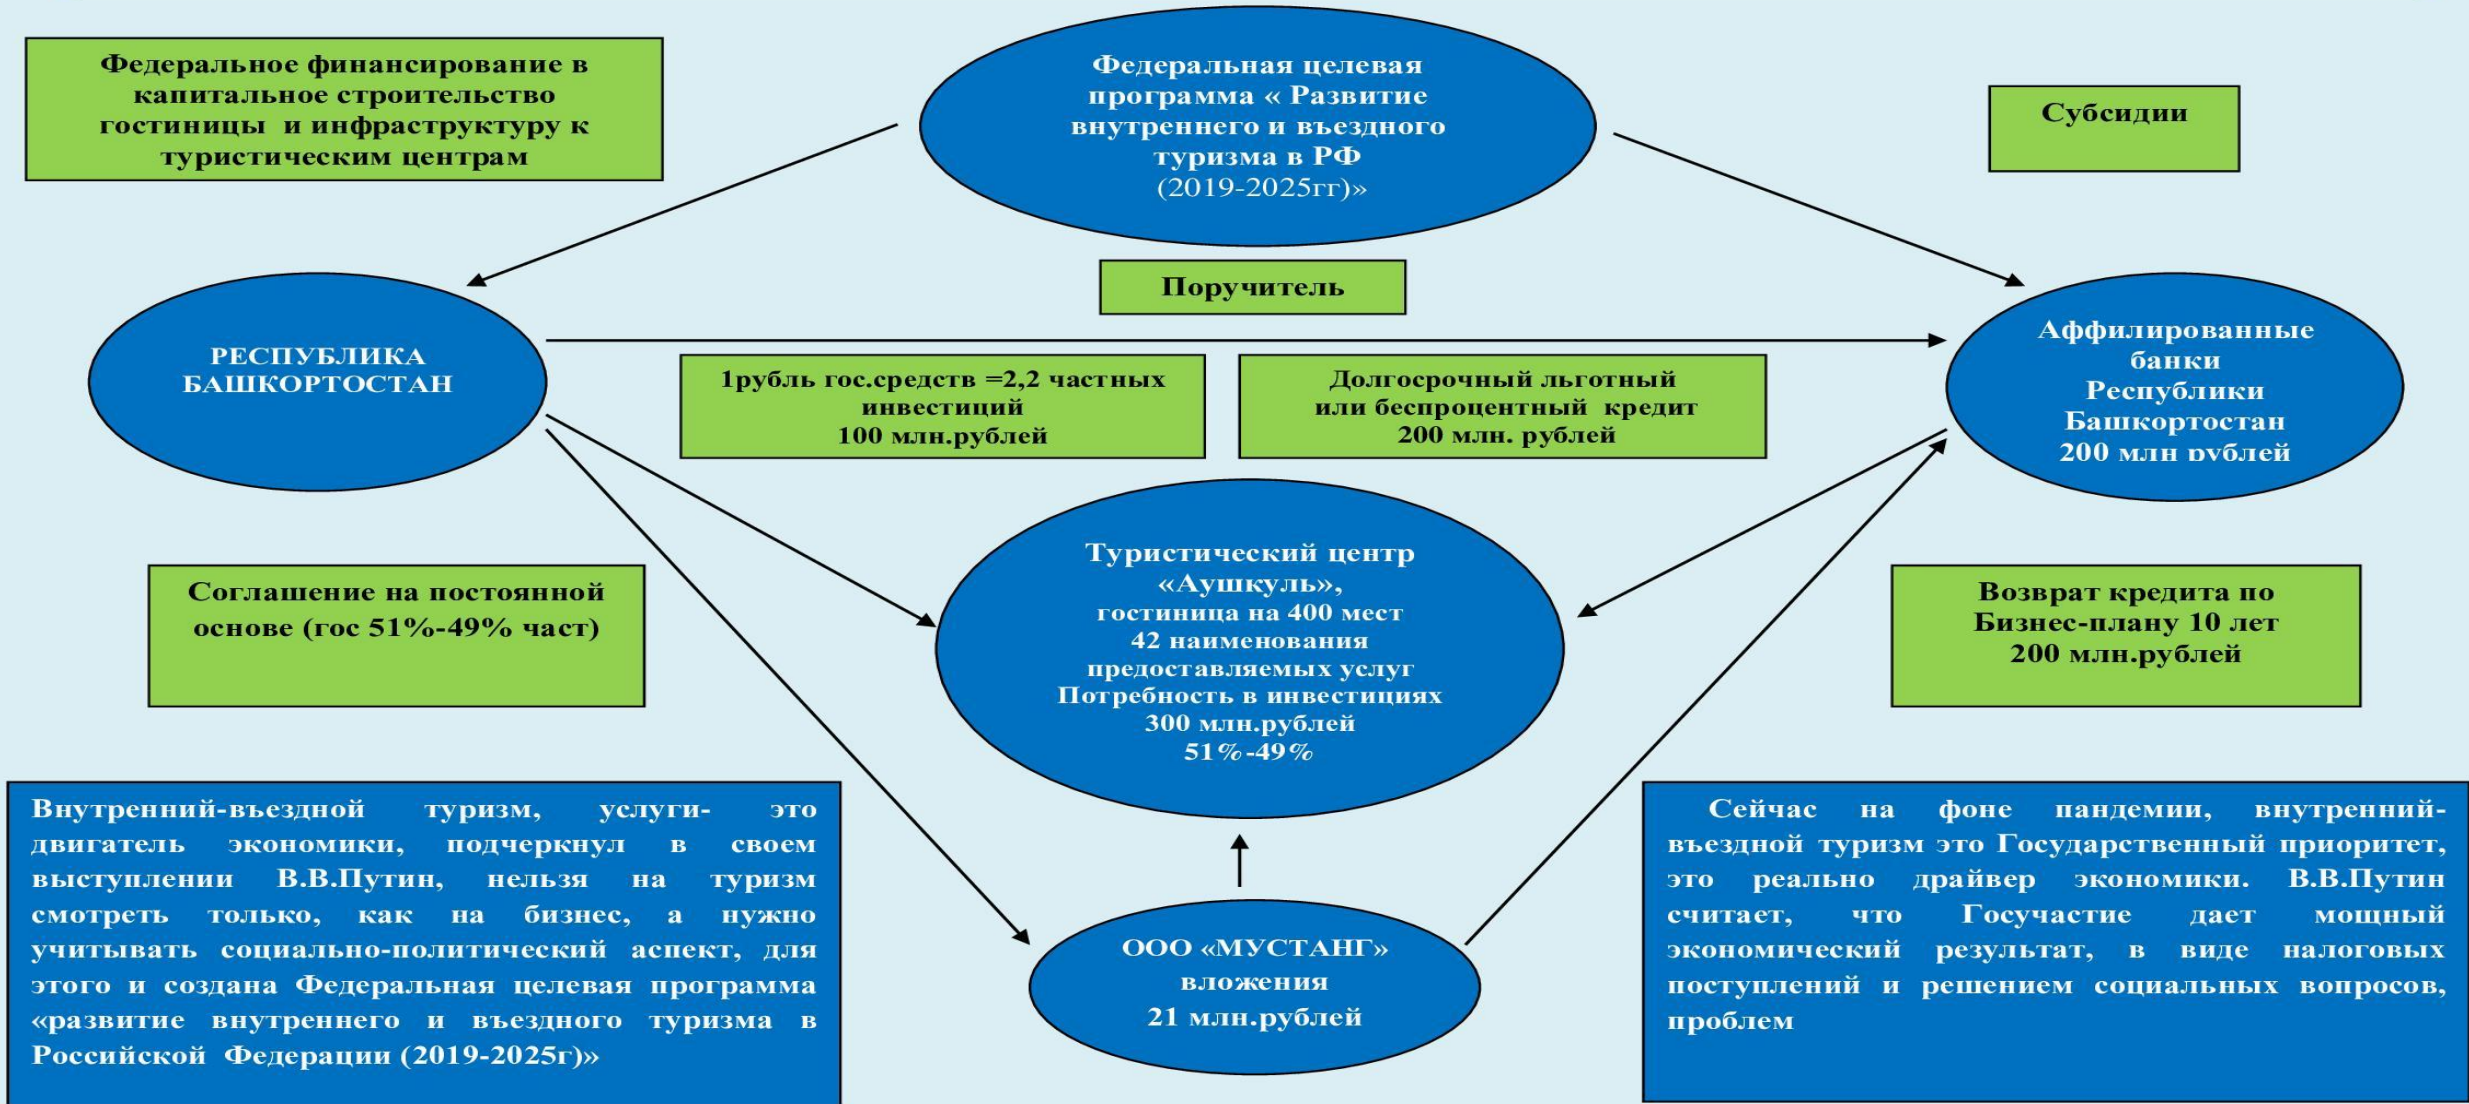 Федеральное финансирование в
капитальное строительство
гостиницы и инфраструктуру к
туристическим центрам
Федеральная целевая
программа « Развитие
внутреннего и въездного
туризма в РФ
(2019-2025гг)»
Субсидии
Поручитель
РЕСПУБЛИКА
БАШКОРТОСТАН
1рубль гос.средств =2,2 частных
инвестиций
100 млн.рублей
Долгосрочный льготный
или беспроцентный кредит
200 млн. рублей
Аффилированные
банки
Республики
Башкортостан
200 млн рублей
Соглашение на постоянной
основе (гос 51%-49% част)
Туристический центр
«Аушкуль»,
гостиница на 400 мест
42 наименования
предоставляемых услуг
Потребность в инвестициях
300 млн.рублей
51%-49%
Возврат кредита по
Бизнес-плану 10 лет
200 млн.рублей
Внутренний-въездной туризм, услуги- это
двигатель экономики, подчеркнул в своем
выступлении В.В.Путин, нельзя на туризм
смотреть только, как на бизнес, а нужно
учитывать социально-политический аспект, для
этого и создана Федеральная целевая программа
«развитие внутреннего и въездного туризма в
Российской Федерации (2019-2025г)»
ООО «МУСТАНГ»
вложения
21 млн.рублей
Сейчас на фоне пандемии, внутренний-
въездной туризм это Государственный приоритет,
это реально драйвер экономики. В.В.Путин
считает, что Госучастие дает мощный
экономический результат, в виде налоговых
поступлений и решением социальных вопросов,
проблем